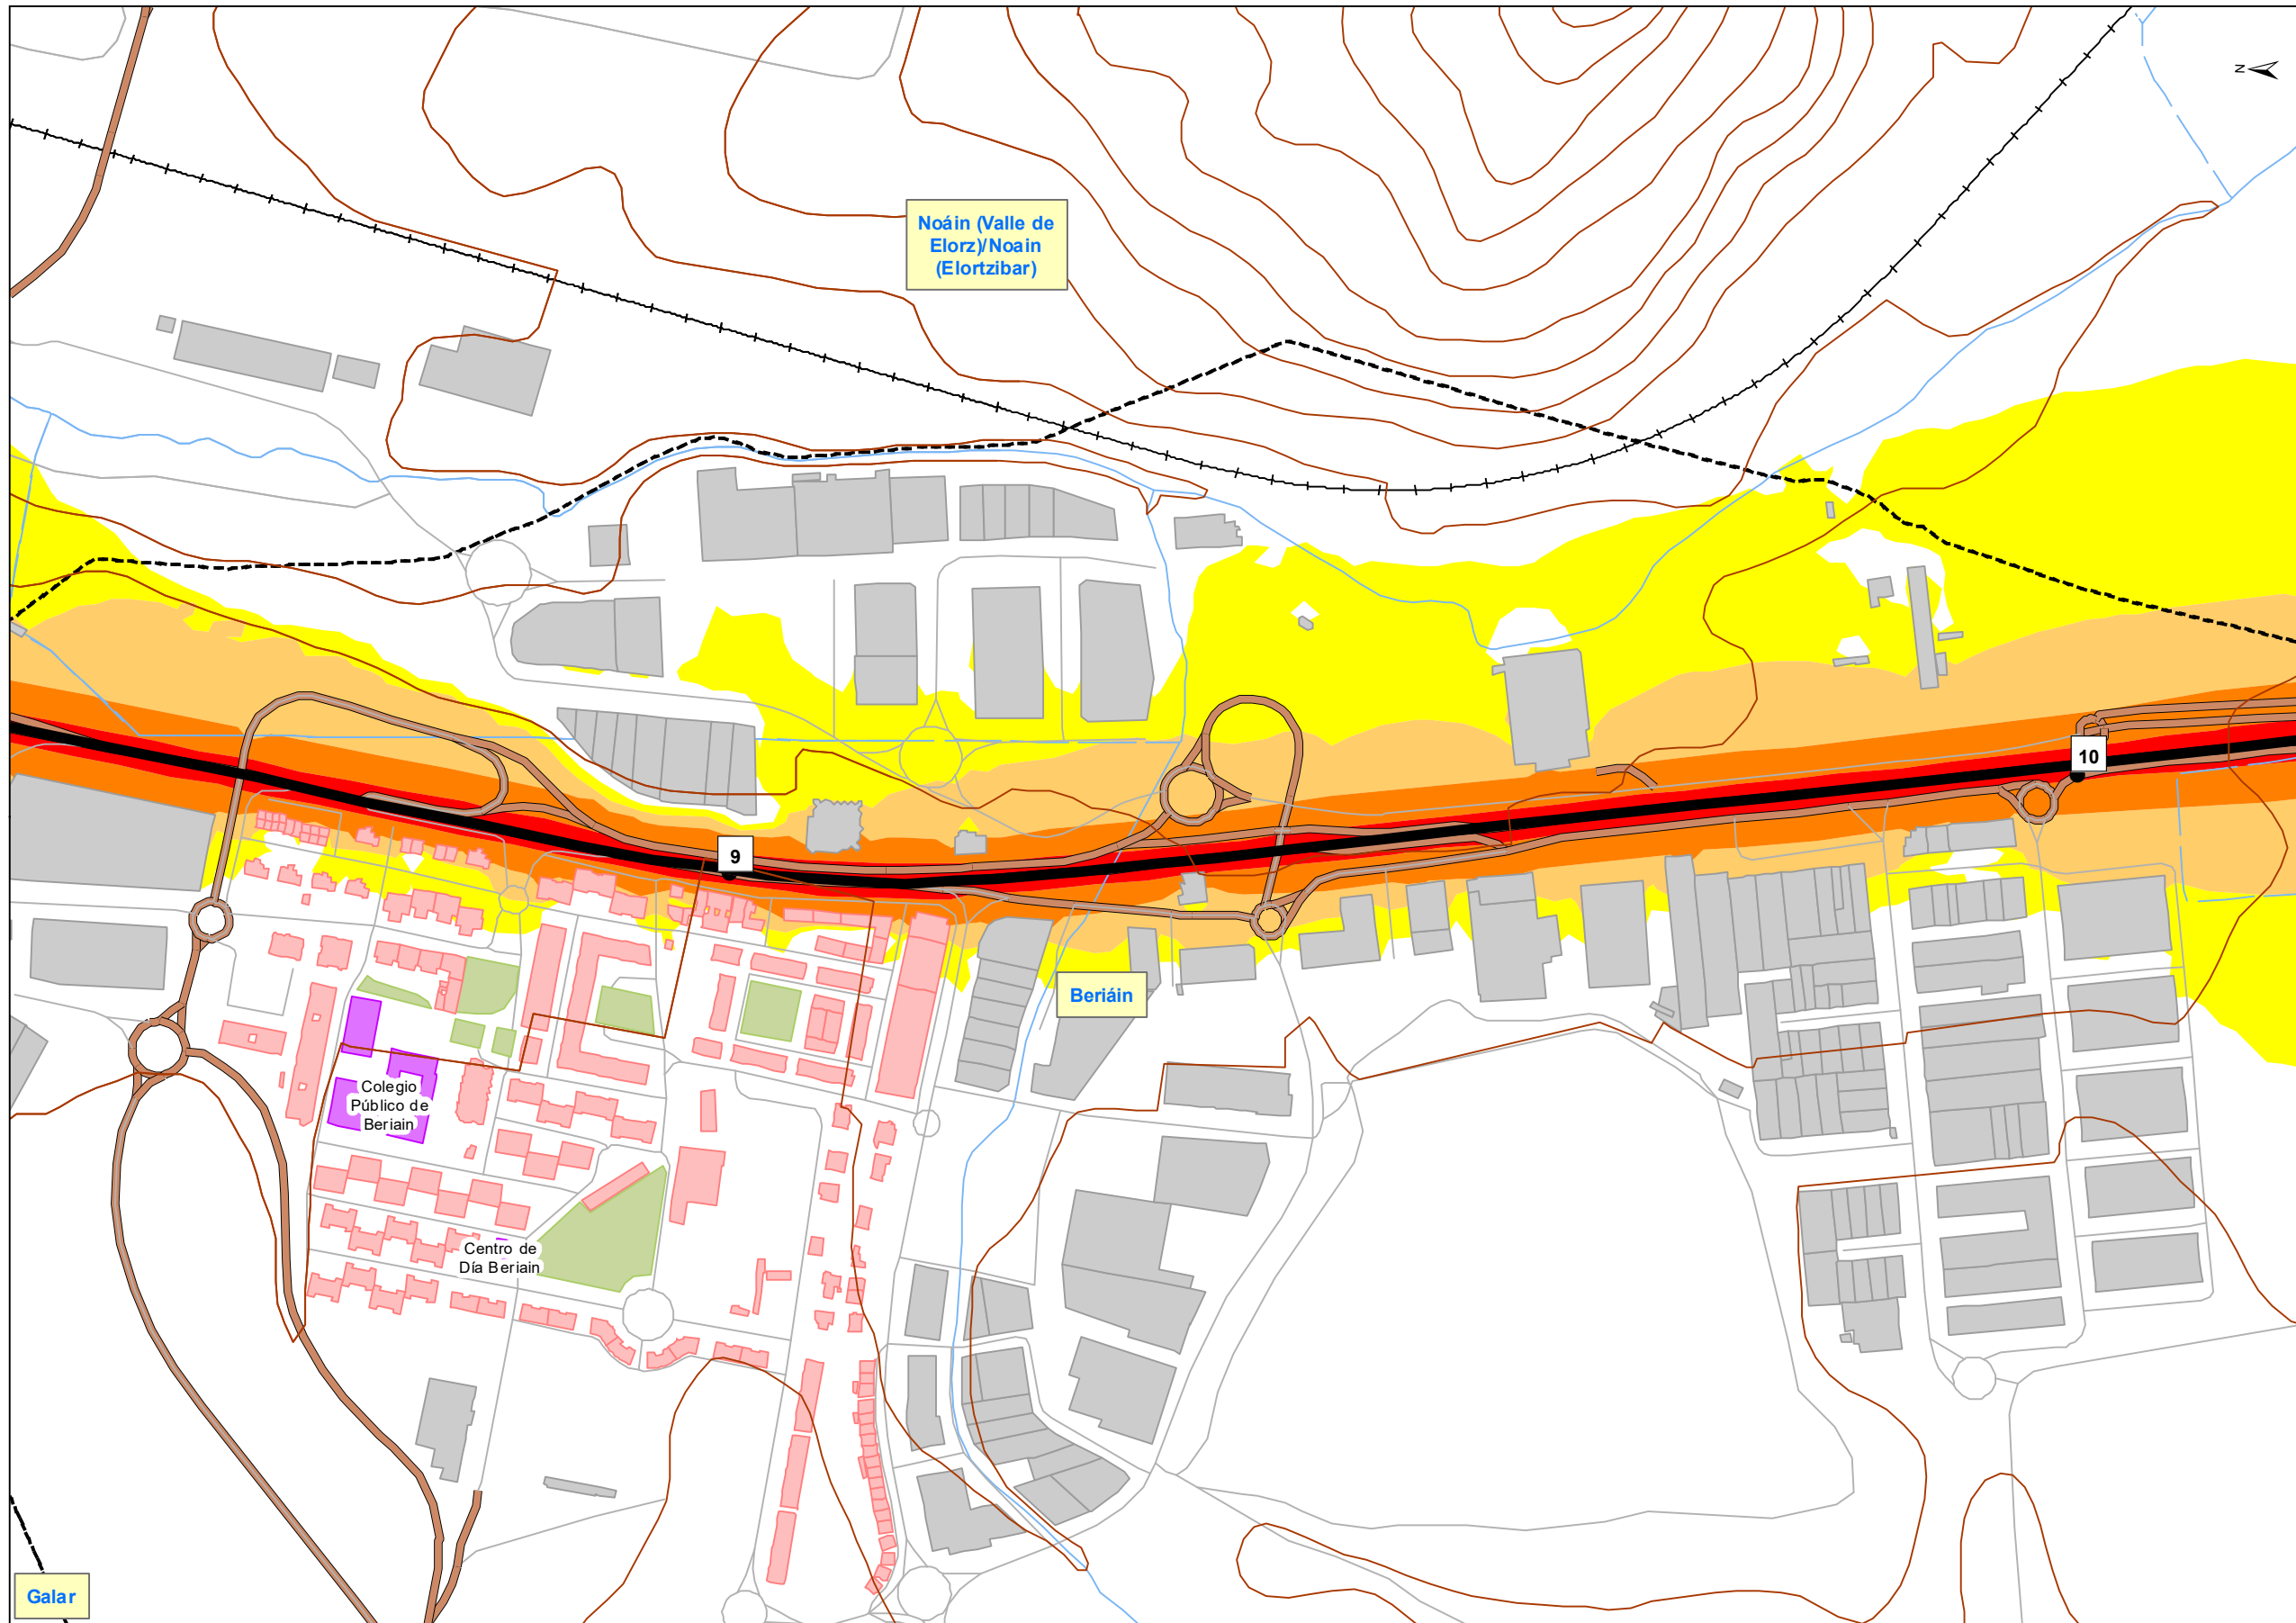 N
Noáin (Valle de
Elorz)/Noain
(Elortzibar)
10
9
Beriáin
Colegio
Público de
Beriain
Centro de
Día Beriain
Galar